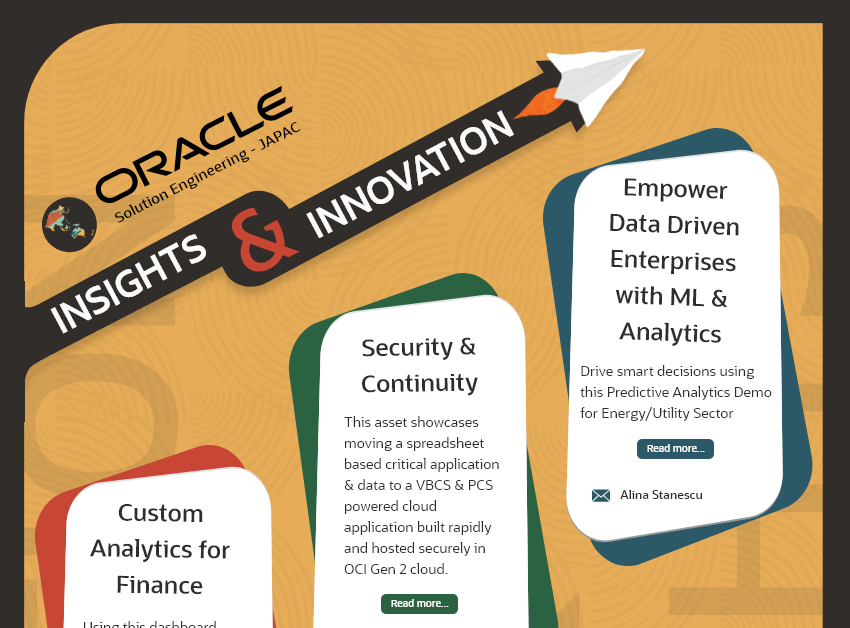 ORACLE
Solution Engineering - JAPAC
INSIGHTS & INNOVATION
Empower
Data Driven
Enterprises
with ML &
Analytics
Drive smart decisions using
this Predictive Analytics Demo
for Energy/Utility Sector
Read more...
Alina Stanescu
Security &
Continuity
This asset showcases
moving a spreadsheet
based critical application
& data to a VBCS & PCS
powered cloud
application built rapidly
and hosted securely in
OCI Gen 2 cloud.
Read more...
Custom
Analytics for
Finance
Using this dashboard